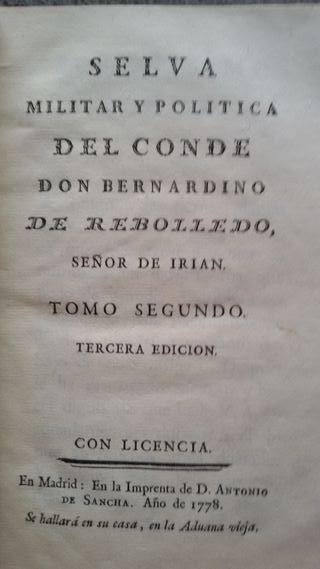 SELVA
MILITAR Y POLITICA
DEL CONDE
DON BERNARDINO
DE REBOLLEDO,
SEÑOR DE IRIAN.
TOMO SEGUNDO.
TERCERA EDICION.
CON LICENCIA.
En Madrid: En la Imprenta de D. ANTONIO
DE SANCHA. Año de 1778.
Se hallará en su casa, en la Aduana vieja.